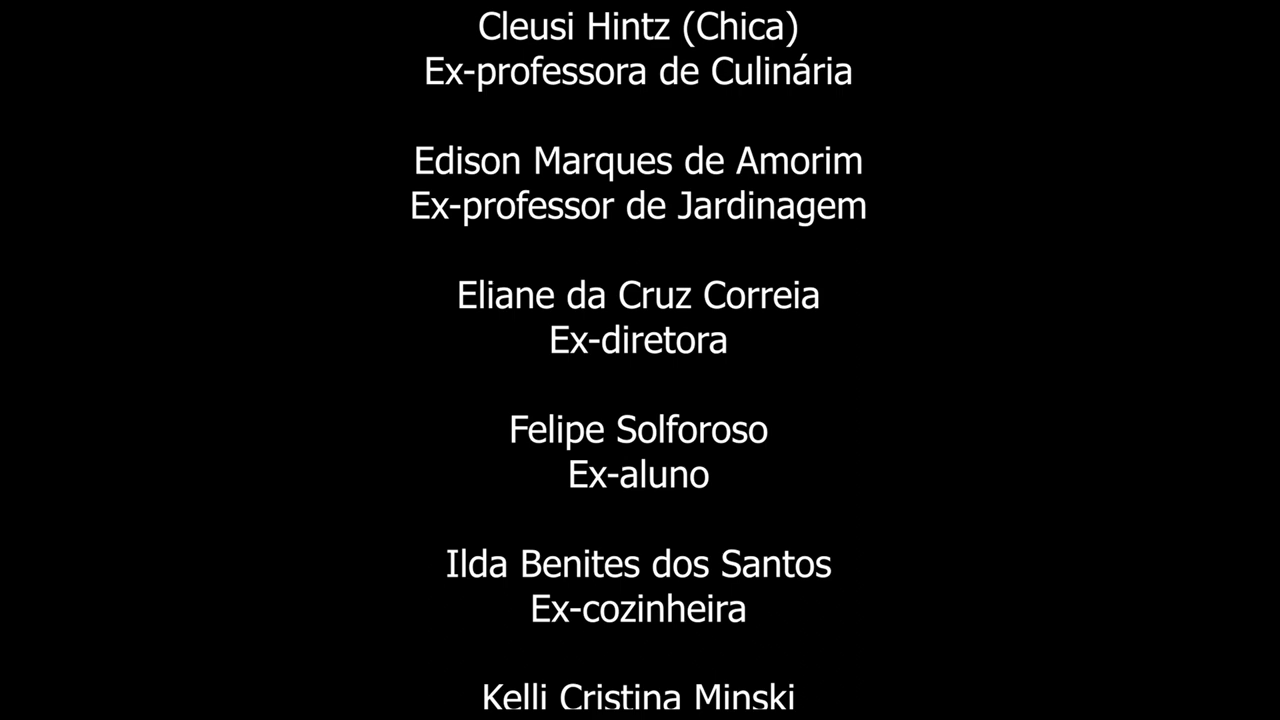 Cleusi Hintz (Chica)
Ex-professora de Culinária
Edison Marques de Amorim
Ex-professor de Jardinagem
Eliane da Cruz Correia
Ex-diretora
Felipe Solforoso
Ex-aluno
Ilda Benites dos Santos
Ex-cozinheira
Kelli Cristina Minski